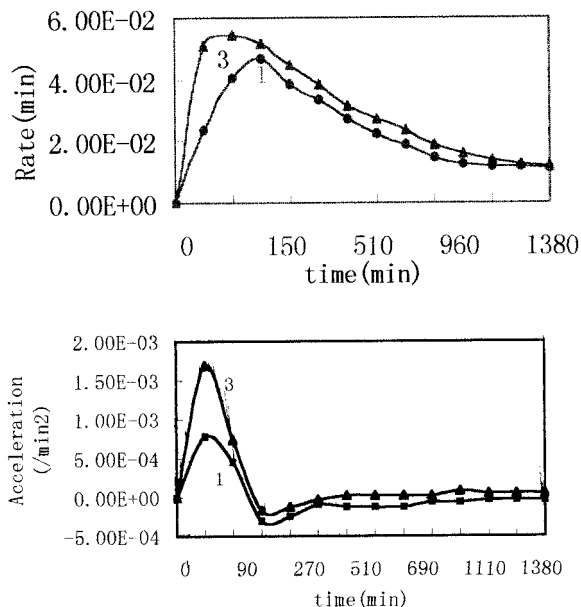 6.00E-02
4.00E-02
2.00E-02
0.00E+00
Rate(min)
3
1
0 150 510 960 1380
time(min)
2.00E-03
1.50E-03
1.00E-03
5.00E-04
0.00E+00
-5.00E-04
Acceleration
(/min2)
3
1
0 90 270 510 690 900 1110 1380
time(min)